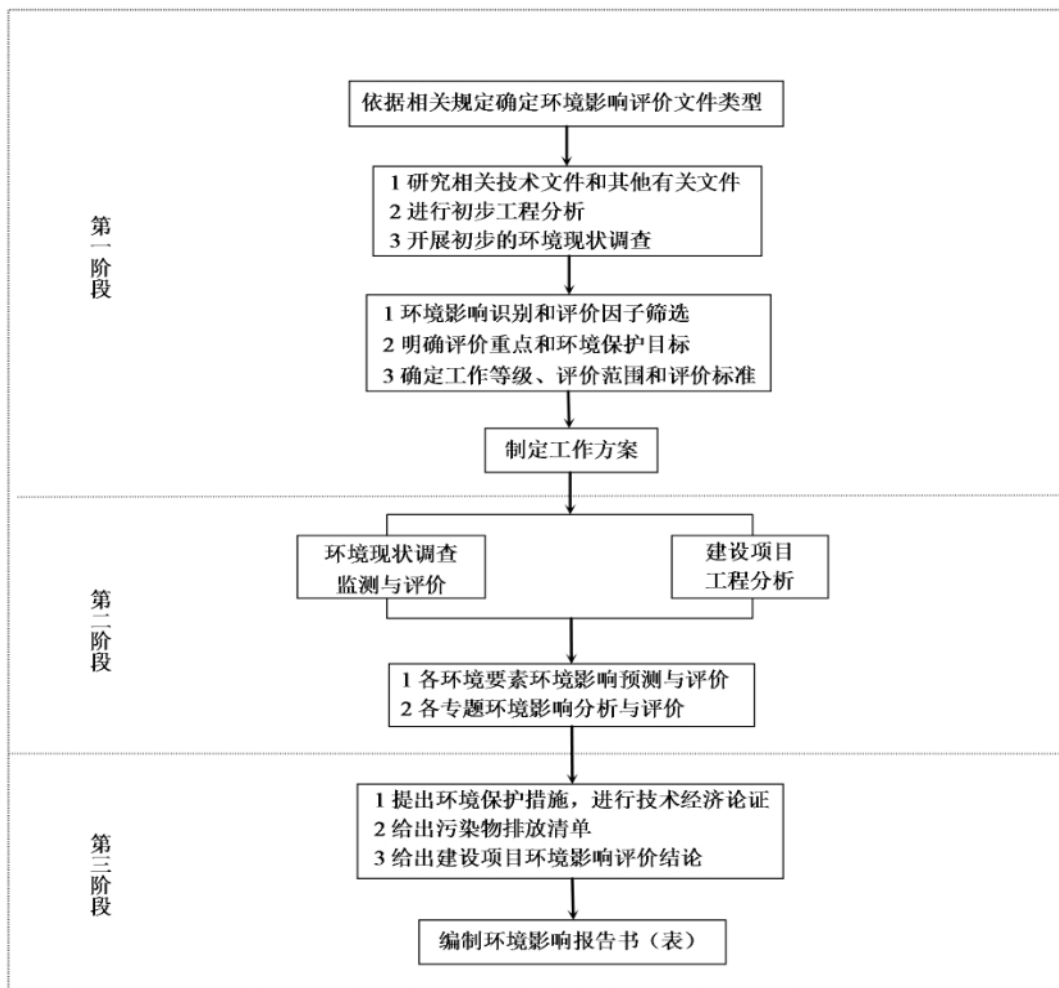 依据相关规定确定环境影响评价文件类型
1 研究相关技术文件和其他有关文件
2 进行初步工程分析
3 开展初步的环境现状调查
第一阶段
1 环境影响识别和评价因子筛选
2 明确评价重点和环境保护目标
3 确定工作等级、评价范围和评价标准
制定工作方案
环境现状调查
监测与评价
建设项目
工程分析
第二阶段
1 各环境要素环境影响预测与评价
2 各专题环境影响分析与评价
1 提出环境保护措施，进行技术经济论证
2 给出污染物排放清单
3 给出建设项目环境影响评价结论
第三阶段
编制环境影响报告书（表）